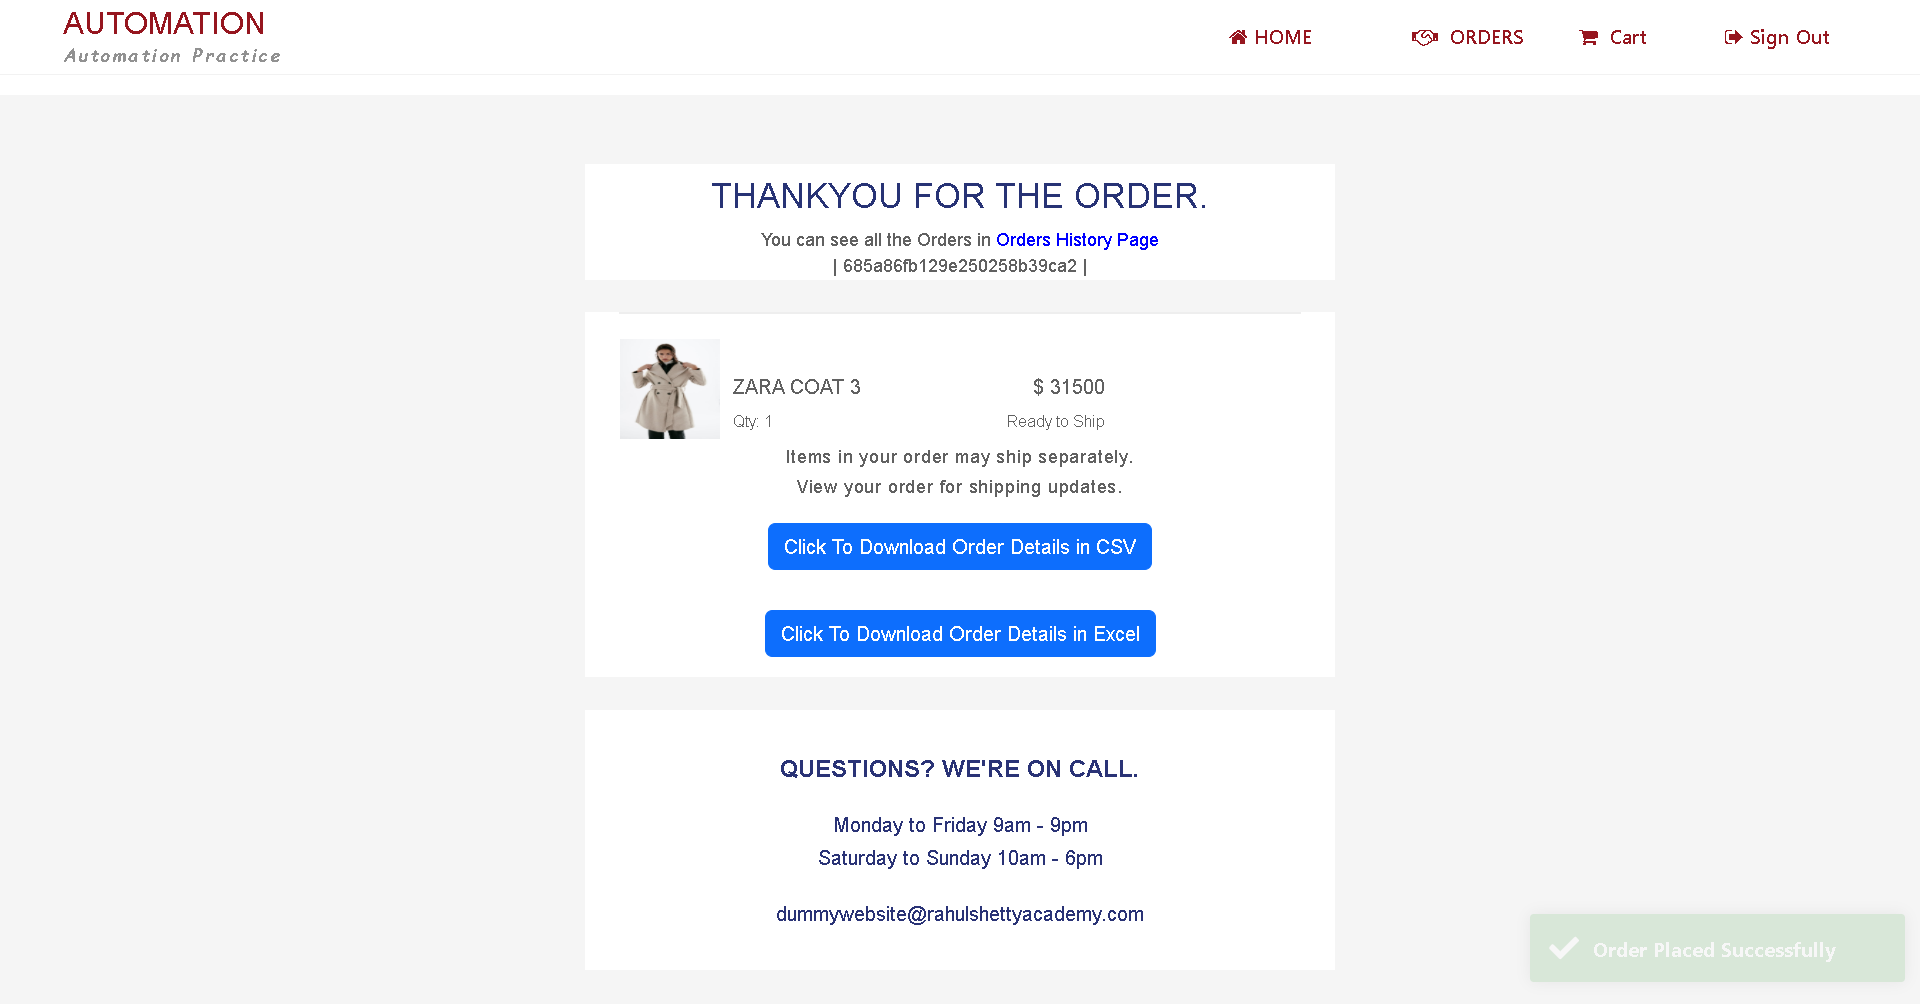 AUTOMATION
Automation Practice
HOME
ORDERS
Cart
Sign Out
THANKYOU FOR THE ORDER.
You can see all the Orders in Orders History Page
| 685a86fb129e250258b39ca2 |
ZARA COAT 3
$ 31500
Qty: 1
Ready to Ship
Items in your order may ship separately.
View your order for shipping updates.
Click To Download Order Details in CSV
Click To Download Order Details in Excel
QUESTIONS? WE'RE ON CALL.
Monday to Friday 9am - 9pm
Saturday to Sunday 10am - 6pm
dummywebsite@rahulshettyacademy.com
Order Placed Successfully